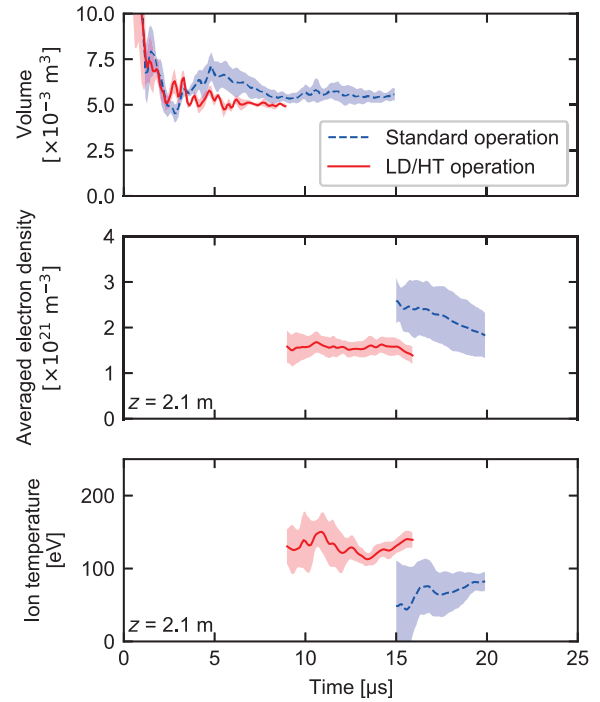 10.0
7.5
5.0
2.5
0.0
Volume
[×10⁻³ m³]
Standard operation
LD/HT operation
4
3
2
1
0
Averaged electron density
[×10²¹ m⁻³]
z = 2.1 m
200
100
0
Ion temperature
[eV]
z = 2.1 m
0 5 10 15 20 25
Time [μs]